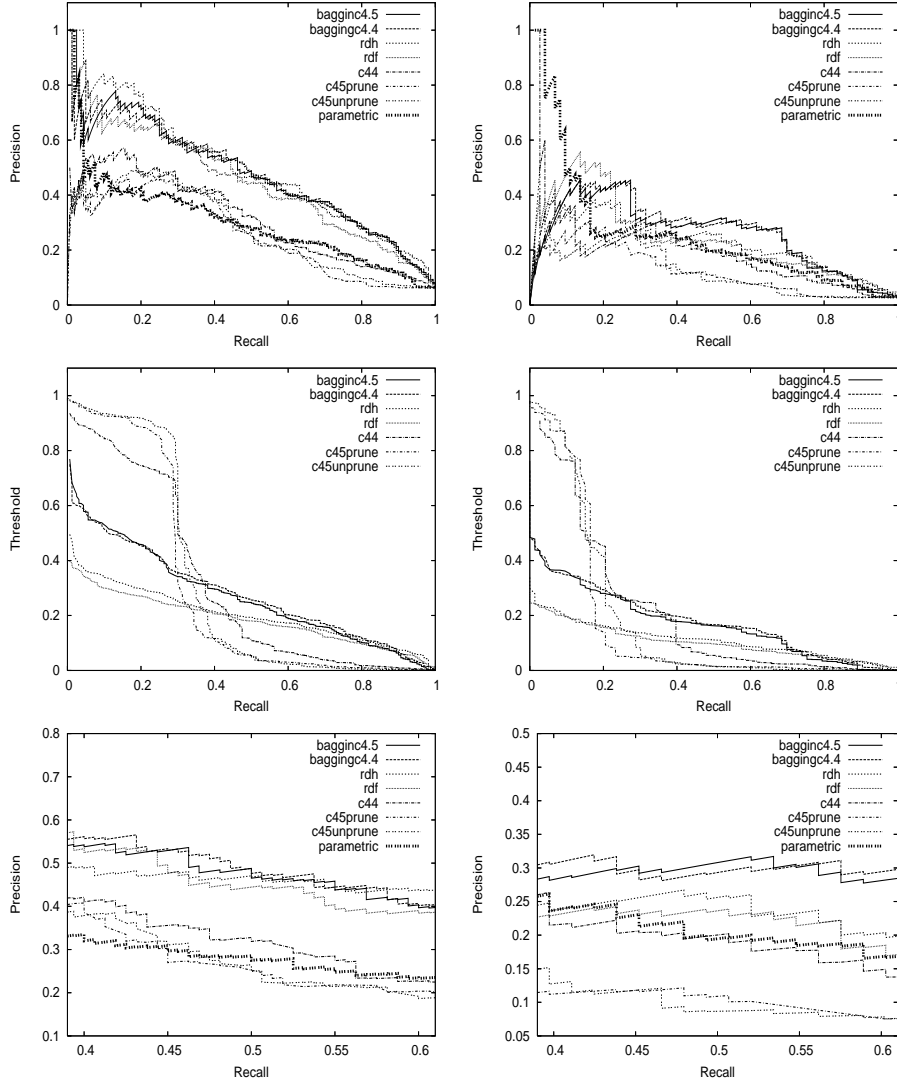 Precision
1
0.8
0.6
0.4
0.2
0
0 0.2 0.4 0.6 0.8 1
Recall
bagginc4.5
baggingc4.4
rdh
rdf
c44
c45prune
c45unprune
parametric
Precision
1
0.8
0.6
0.4
0.2
0
0 0.2 0.4 0.6 0.8 1
Recall
bagginc4.5
baggingc4.4
rdh
rdf
c44
c45prune
c45unprune
parametric
Threshold
1
0.8
0.6
0.4
0.2
0
0 0.2 0.4 0.6 0.8 1
Recall
bagginc4.5
baggingc4.4
rdh
rdf
c44
c45prune
c45unprune
Threshold
1
0.8
0.6
0.4
0.2
0
0 0.2 0.4 0.6 0.8 1
Recall
bagginc4.5
baggingc4.4
rdh
rdf
c44
c45prune
c45unprune
Precision
0.8
0.7
0.6
0.5
0.4
0.3
0.2
0.1
0.4 0.45 0.5 0.55 0.6
Recall
bagginc4.5
baggingc4.4
rdh
rdf
c44
c45prune
c45unprune
parametric
Precision
0.5
0.45
0.4
0.35
0.3
0.25
0.2
0.15
0.1
0.05
0.4 0.45 0.5 0.55 0.6
Recall
bagginc4.5
baggingc4.4
rdh
rdf
c44
c45prune
c45unprune
parametric